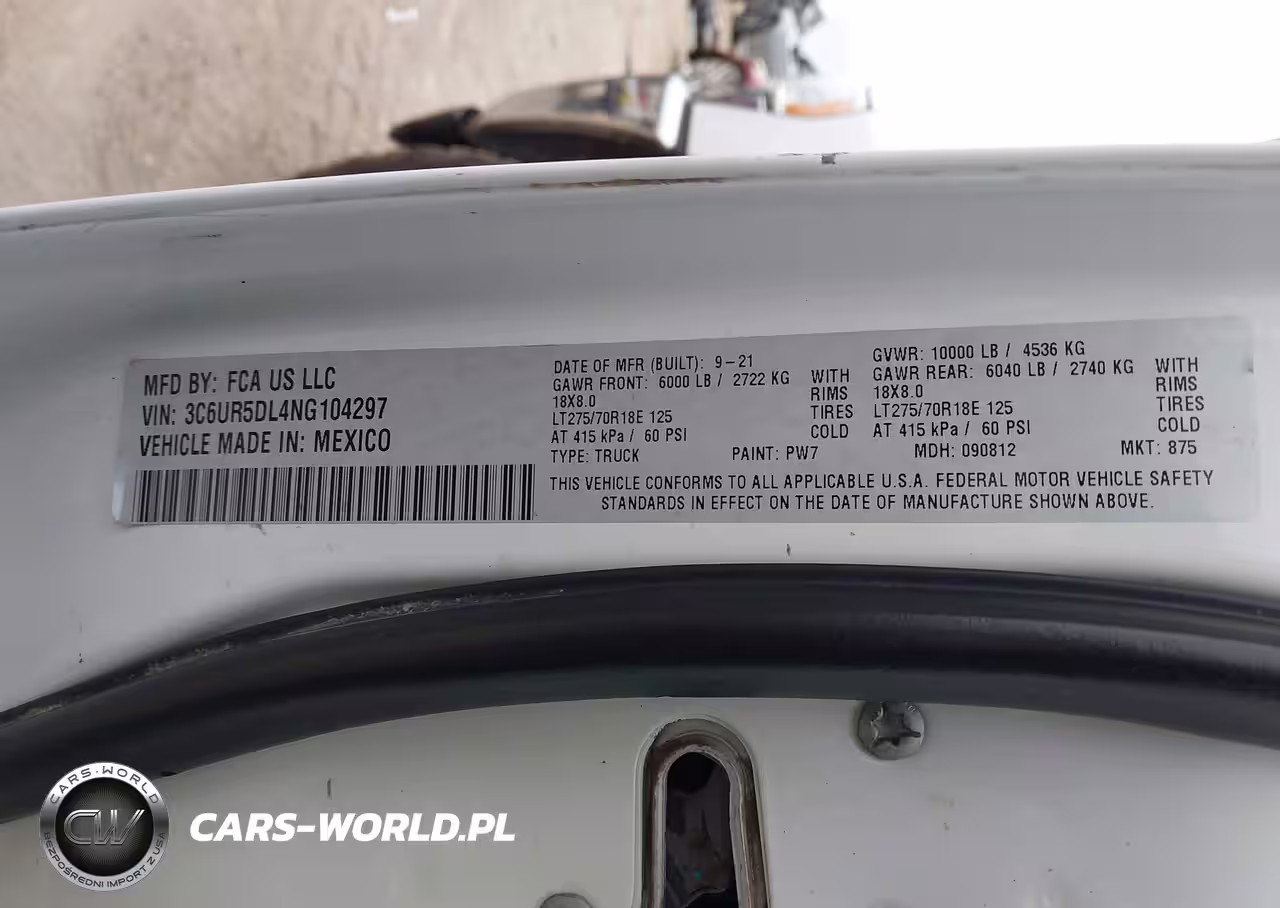 MFD BY: FCA US LLC
VIN: 3C6UR5DL4NG104297
VEHICLE MADE IN: MEXICO
DATE OF MFR (BUILT): 9-21
GAWR FRONT: 6000 LB / 2722 KG WITH
18X8.0 RIMS
LT275/70R18E 125 TIRES
AT 415 kPa / 60 PSI COLD
GVWR: 10000 LB / 4536 KG
GAWR REAR: 6040 LB / 2740 KG WITH
18X8.0 RIMS
LT275/70R18E 125 TIRES
AT 415 kPa / 60 PSI COLD
TYPE: TRUCK PAINT: PW7 MDH: 090812 MKT: 875
THIS VEHICLE CONFORMS TO ALL APPLICABLE U.S.A. FEDERAL MOTOR VEHICLE SAFETY
STANDARDS IN EFFECT ON THE DATE OF MANUFACTURE SHOWN ABOVE.
CARS-WORLD
CW
BEZPOŚREDNI IMPORT Z USA
CARS-WORLD.PL